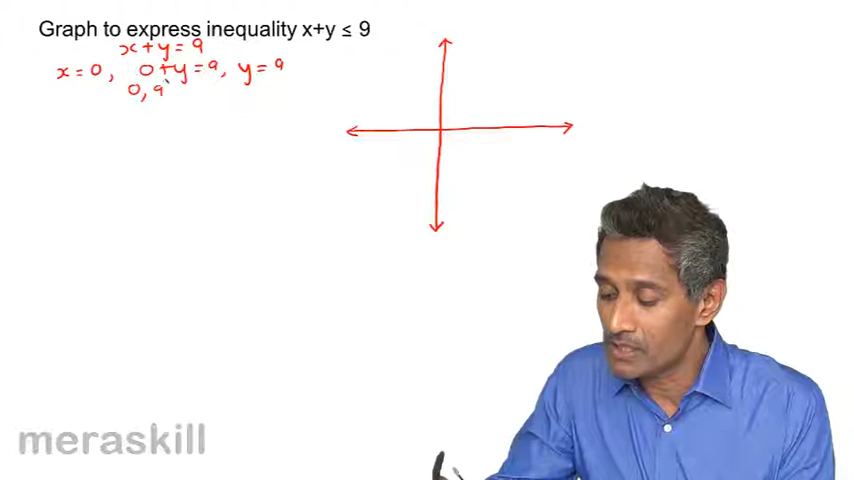 Graph to express inequality x+y ≤ 9
x + y = 9
x = 0, 0+y = 9, y = 9
0, 9
meraskill